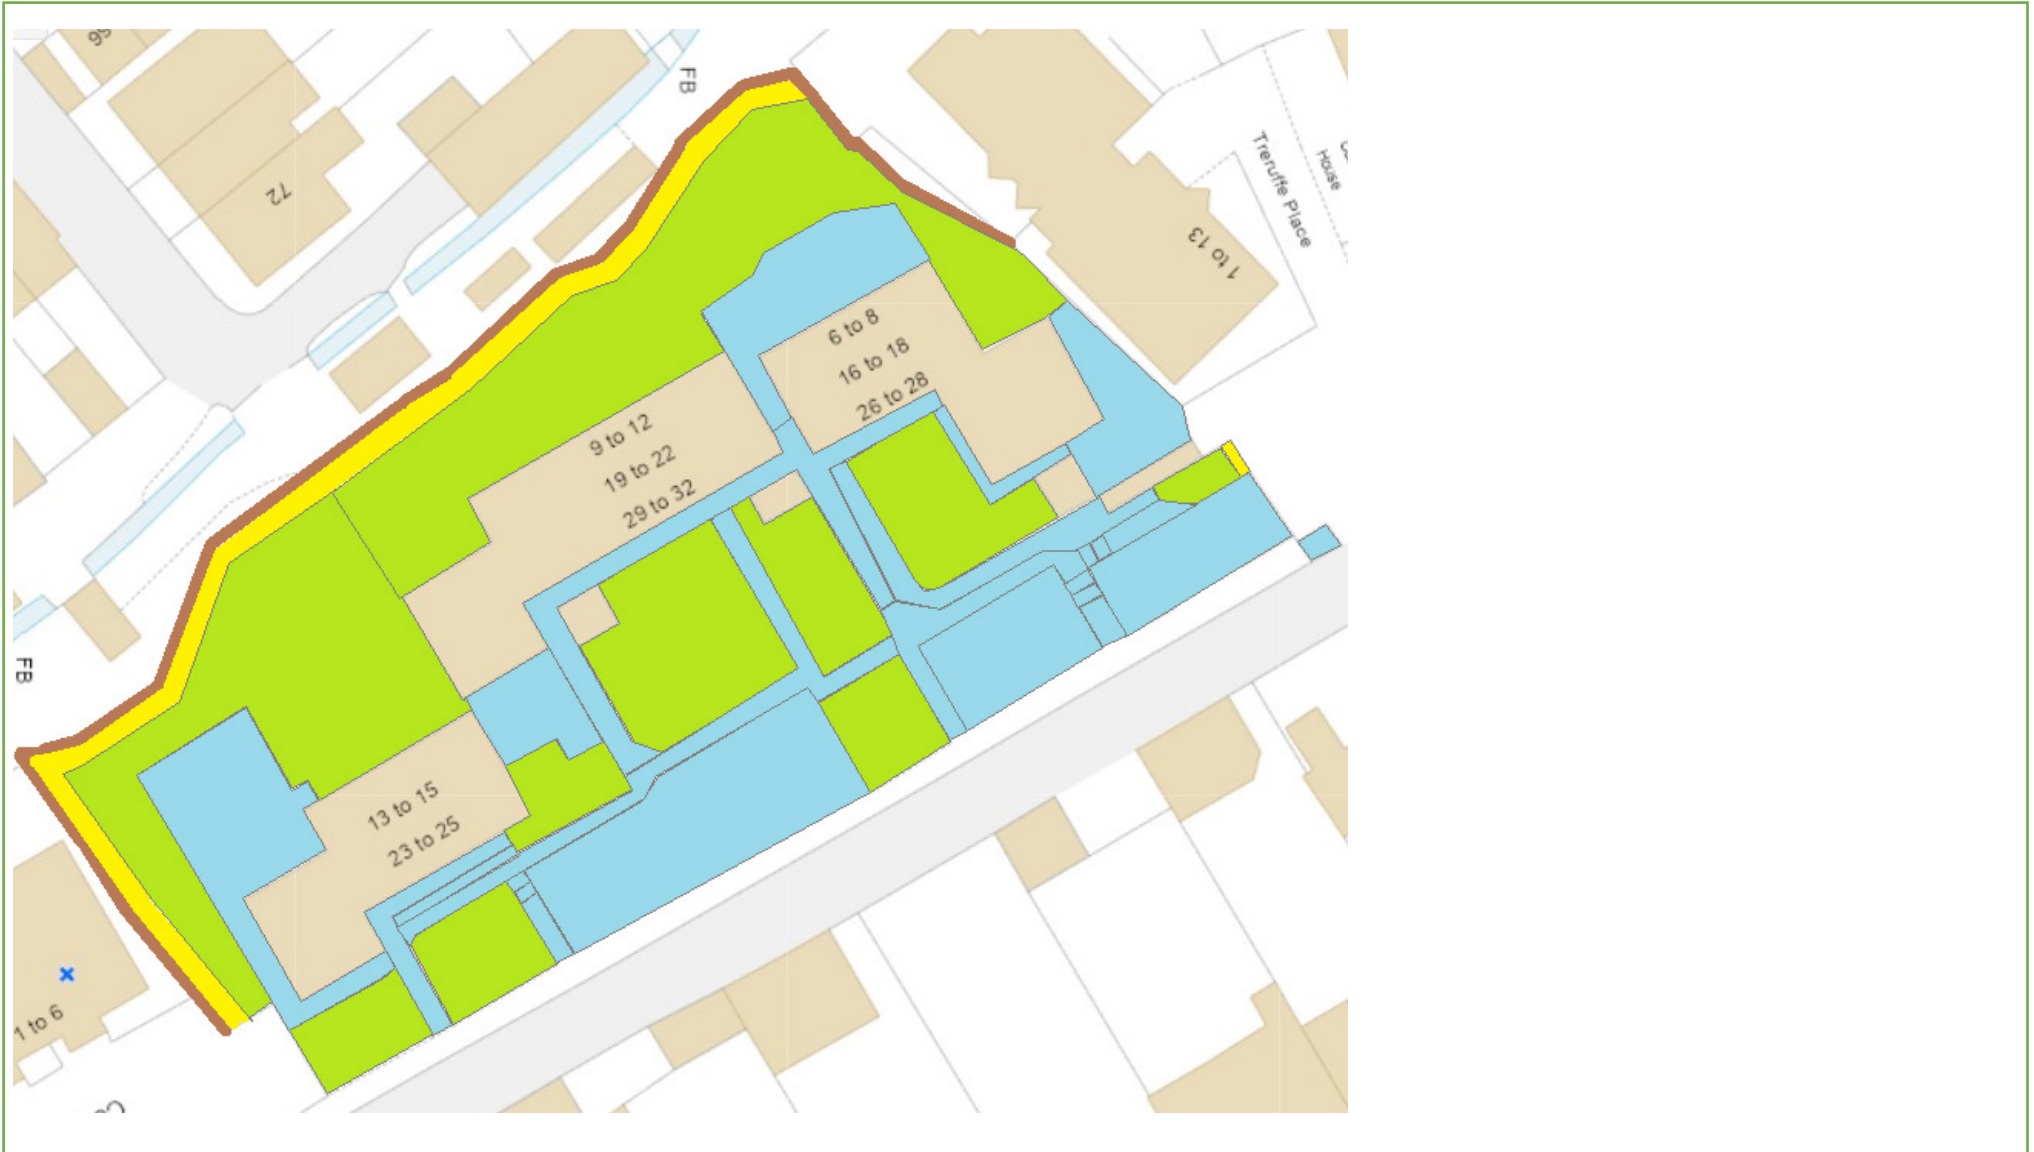 FB
72
Treruffe Place
House
1 to 13
6 to 8
16 to 18
26 to 28
9 to 12
19 to 22
29 to 32
FB
13 to 15
23 to 25
1 to 6